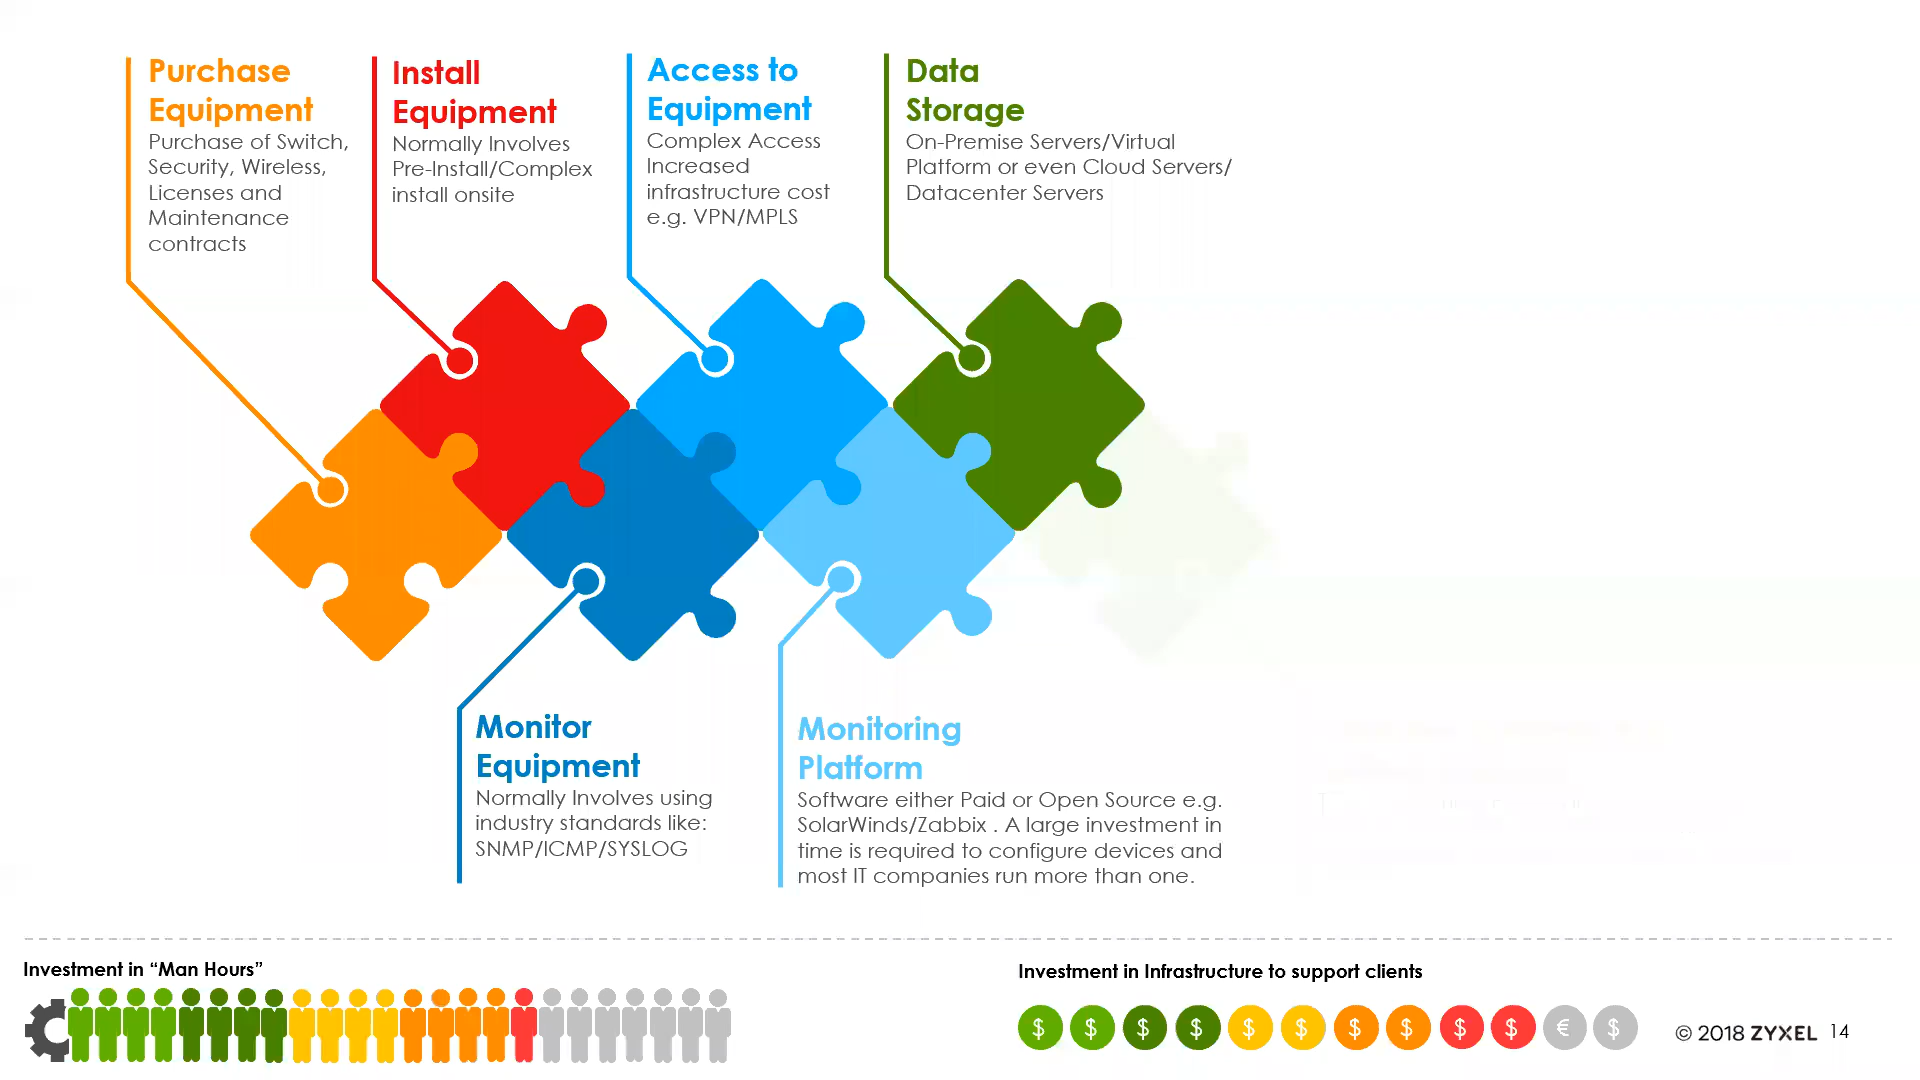 Purchase
Equipment
Purchase of Switch,
Security, Wireless,
Licenses and
Maintenance
contracts
Install
Equipment
Normally Involves
Pre-Install/Complex
install onsite
Access to
Equipment
Complex Access
Increased
infrastructure cost
e.g. VPN/MPLS
Data
Storage
On-Premise Servers/Virtual
Platform or even Cloud Servers/
Datacenter Servers
Monitor
Equipment
Normally Involves using
industry standards like:
SNMP/ICMP/SYSLOG
Monitoring
Platform
Software either Paid or Open Source e.g.
SolarWinds/Zabbix . A large investment in
time is required to configure devices and
most IT companies run more than one.
Investment in “Man Hours”
Investment in Infrastructure to support clients
$ $ $ $ $ $ $ $ $ $ € $
© 2018 ZYXEL 14